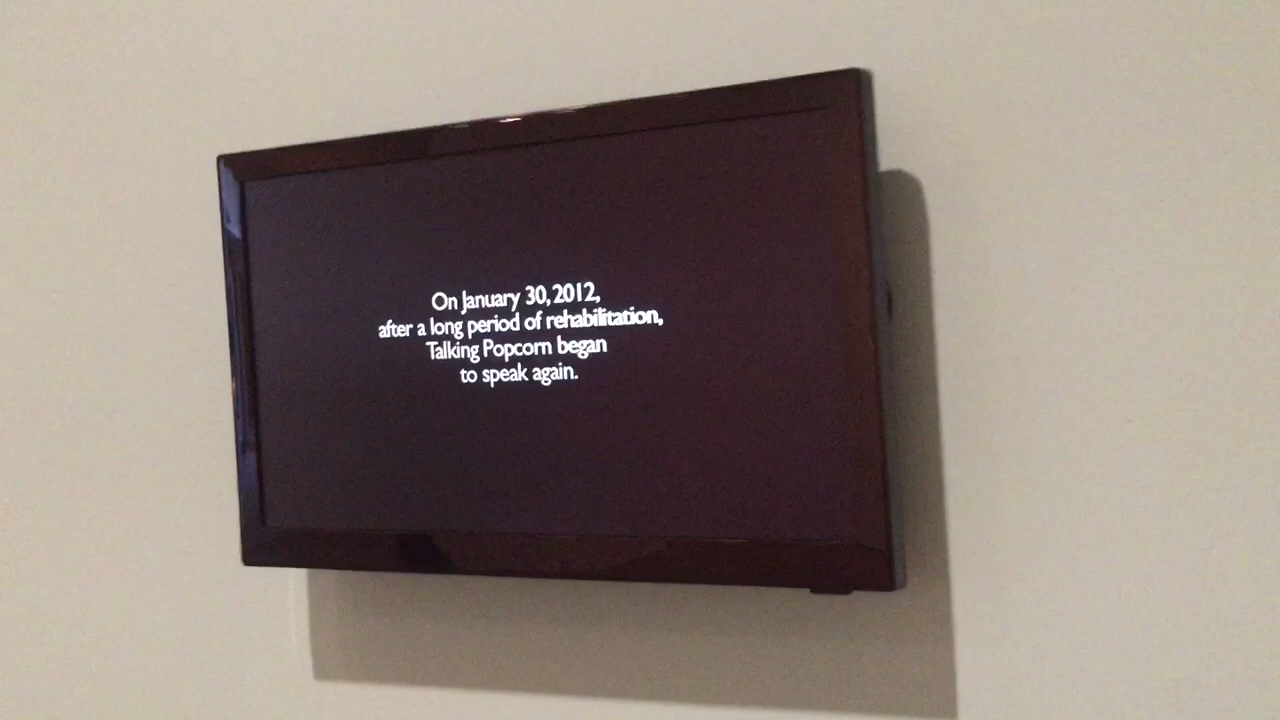 On January 30, 2012,
after a long period of rehabilitation,
Talking Popcorn began
to speak again.